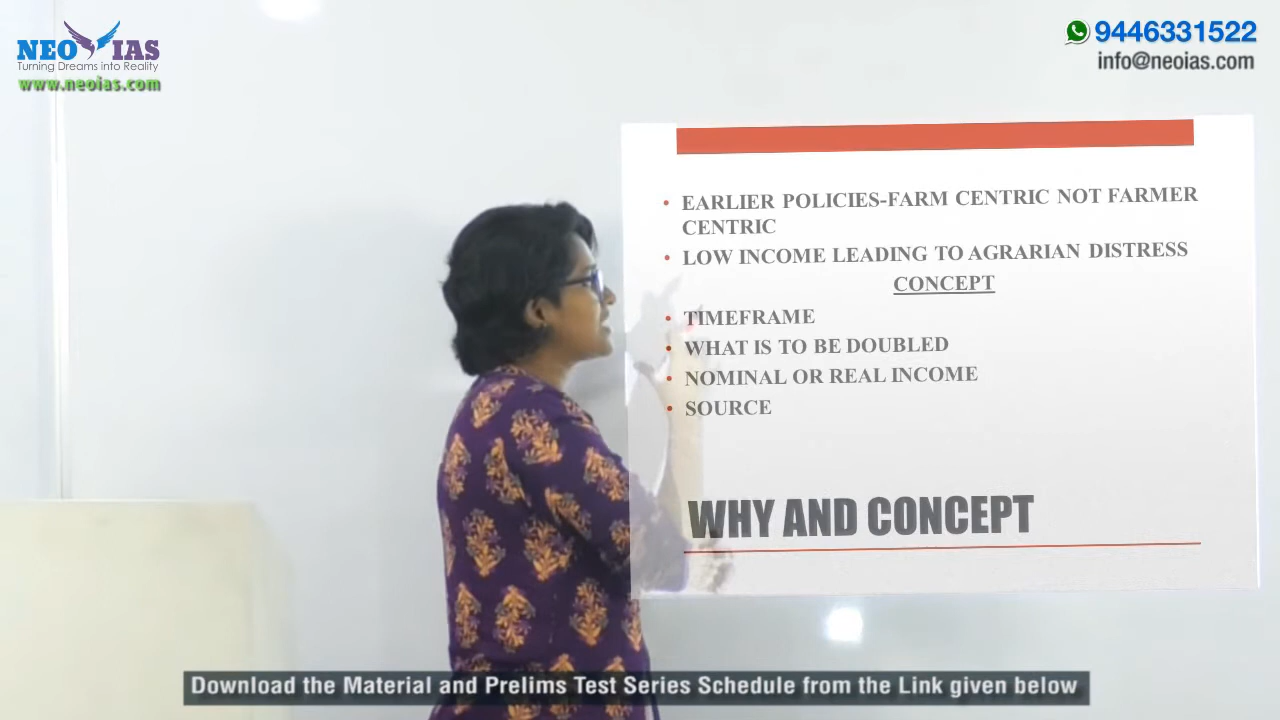 NEO IAS
Turning Dreams into Reality
www.neoias.com
9446331522
info@neoias.com
• EARLIER POLICIES-FARM CENTRIC NOT FARMER
CENTRIC
• LOW INCOME LEADING TO AGRARIAN DISTRESS
CONCEPT
• TIMEFRAME
• WHAT IS TO BE DOUBLED
• NOMINAL OR REAL INCOME
• SOURCE
WHY AND CONCEPT
Download the Material and Prelims Test Series Schedule from the Link given below